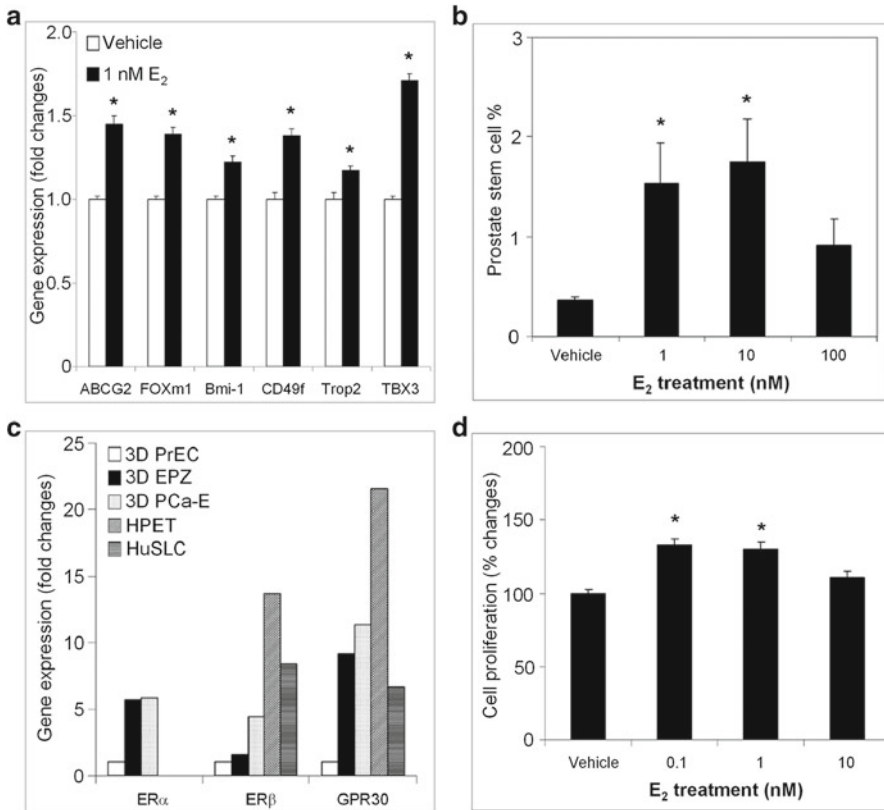 a
Gene expression (fold changes)
2.0
1.5
1.0
0.5
0
Vehicle
1 nM E₂
* * * * * *
ABCG2 FOXm1 Bmi-1 CD49f Trop2 TBX3
b
Prostate stem cell %
3
2
1
0
* *
Vehicle 1 10 100
E₂ treatment (nM)
c
Gene expression (fold changes)
25
20
15
10
5
0
3D PrEC
3D EPZ
3D PCa-E
HPET
HuSLC
ERα ERβ GPR30
d
Cell proliferation (% changes)
200
150
100
50
0
* *
Vehicle 0.1 1 10
E₂ treatment (nM)